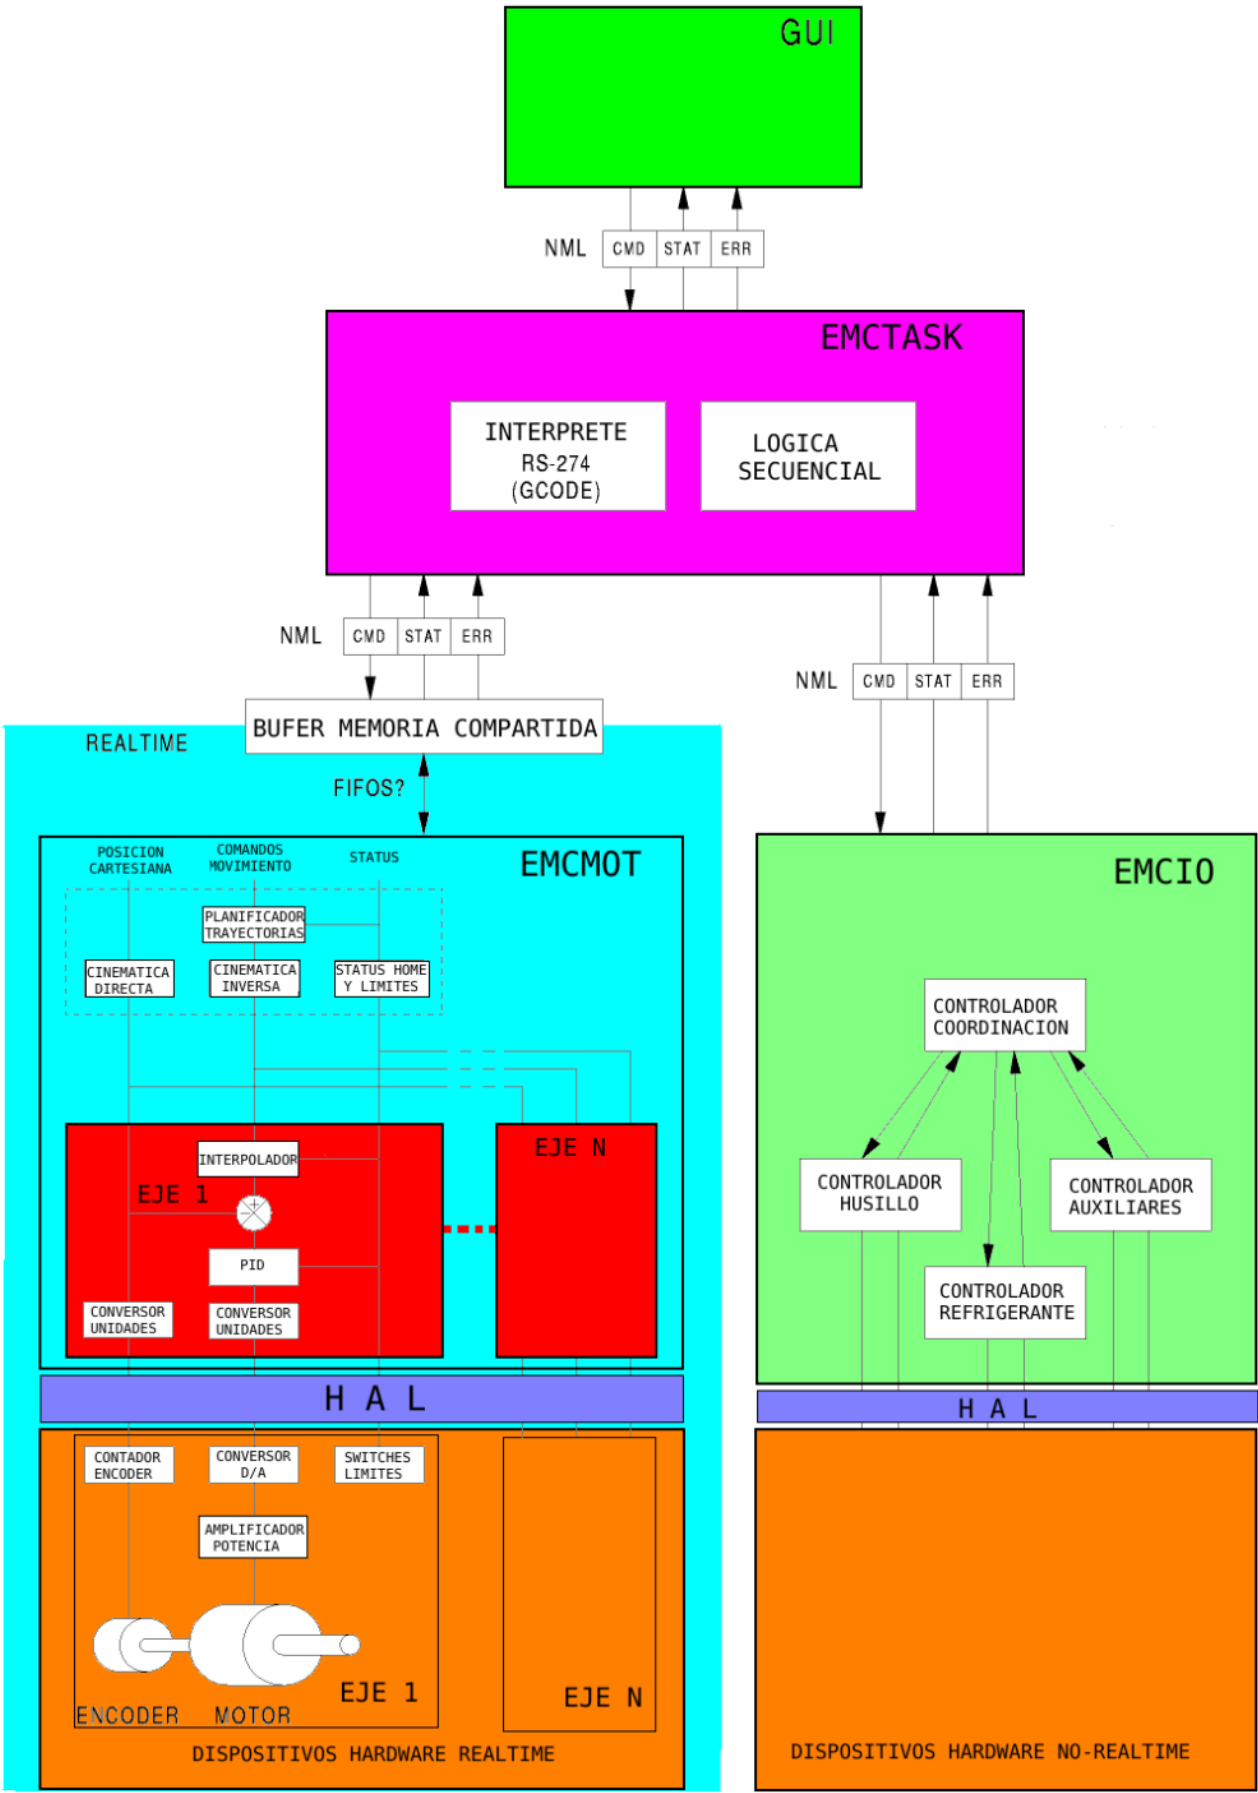 GUI
NML
CMD
STAT
ERR
EMCTASK
INTERPRETE
RS-274
(GCODE)
LOGICA
SECUENCIAL
NML
CMD
STAT
ERR
NML
CMD
STAT
ERR
BUFER MEMORIA COMPARTIDA
REALTIME
FIFOS?
EMCMOT
POSICION
CARTESIANA
COMANDOS
MOVIMIENTO
STATUS
PLANIFICADOR
TRAYECTORIAS
CINEMATICA
DIRECTA
CINEMATICA
INVERSA
STATUS HOME
Y LIMITES
EJE 1
INTERPOLADOR
+
−
PID
CONVERSOR
UNIDADES
CONVERSOR
UNIDADES
EJE N
H A L
CONTADOR
ENCODER
CONVERSOR
D/A
SWITCHES
LIMITES
AMPLIFICADOR
POTENCIA
ENCODER
MOTOR
EJE 1
EJE N
DISPOSITIVOS HARDWARE REALTIME
EMCIO
CONTROLADOR
COORDINACION
CONTROLADOR
HUSILLO
CONTROLADOR
AUXILIARES
CONTROLADOR
REFRIGERANTE
H A L
DISPOSITIVOS HARDWARE NO-REALTIME